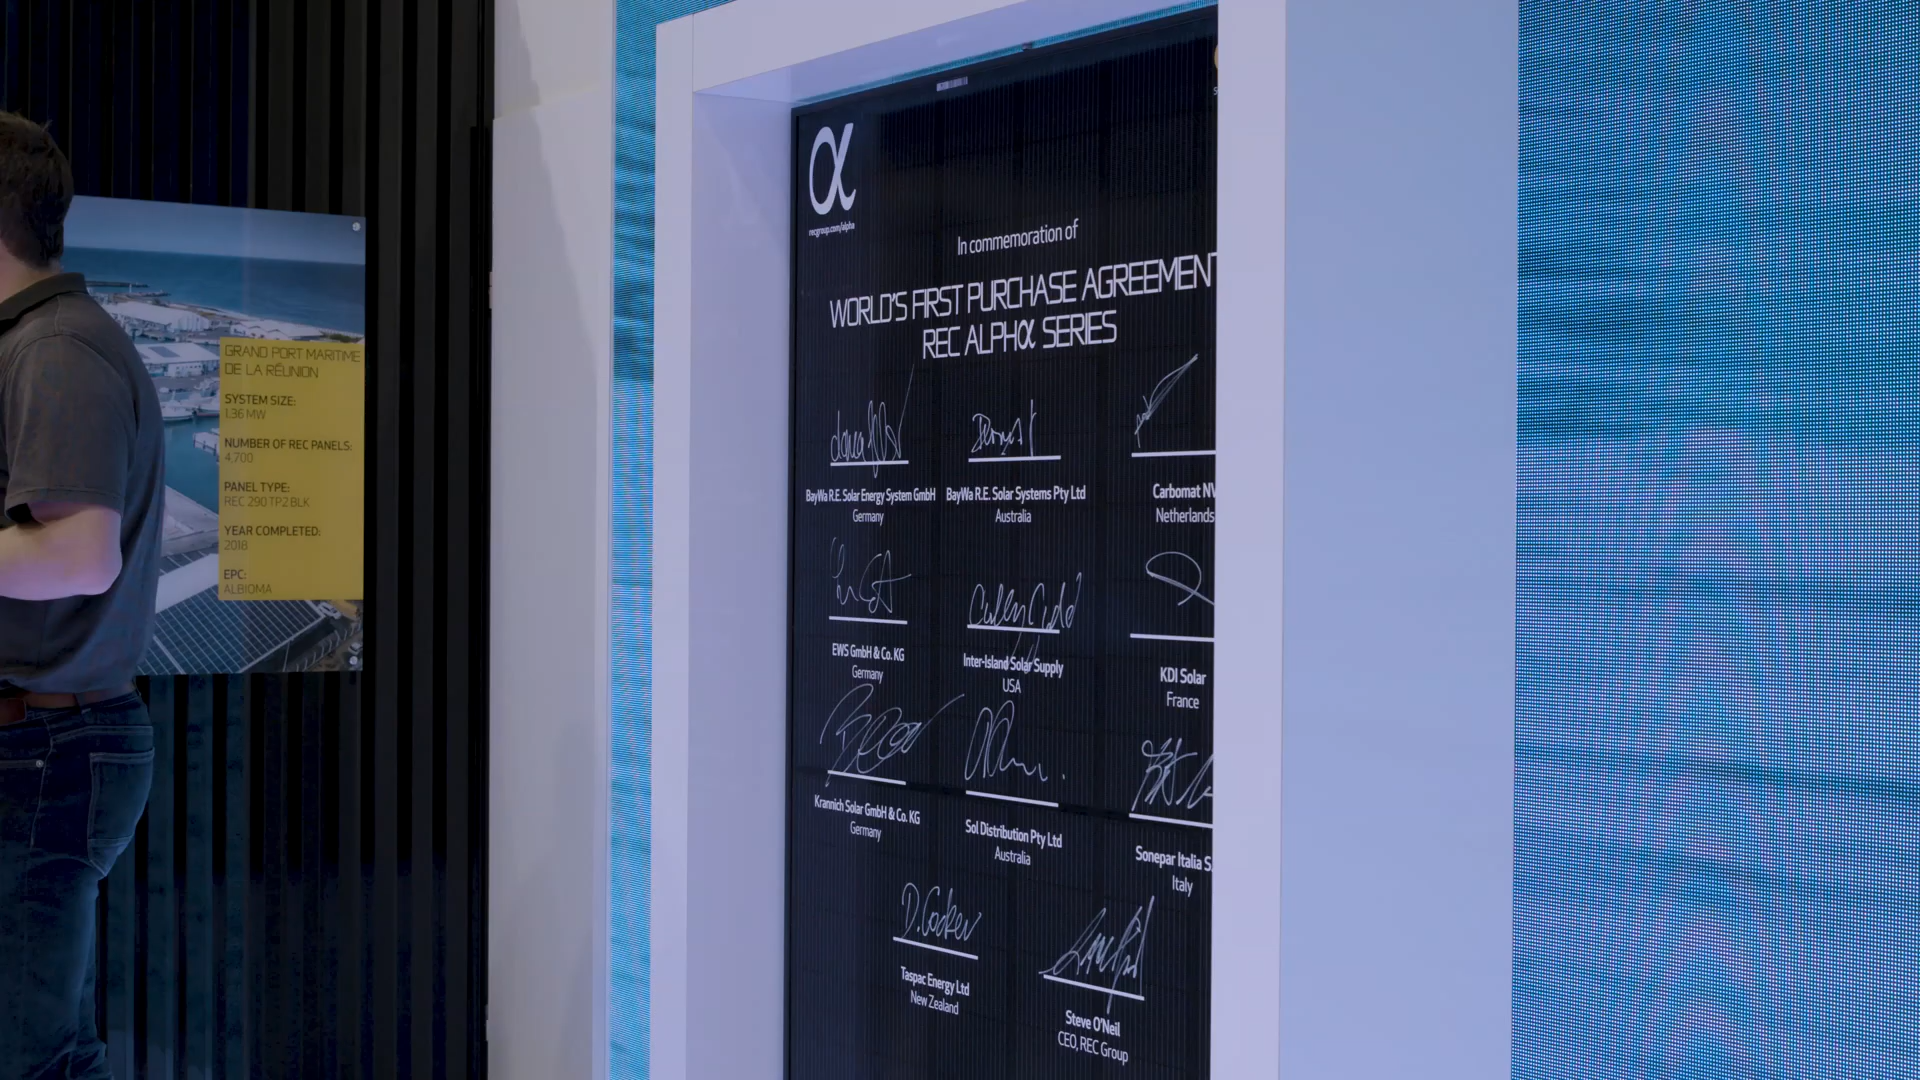 GRAND PORT MARITIME
DE LA RÉUNION
SYSTEM SIZE:
1.36 MW
NUMBER OF REC PANELS:
4,700
PANEL TYPE:
REC 290 TP2 BLK
YEAR COMPLETED:
2018
EPC:
ALBIOMA
α
recgroup.com/alpha
In commemoration of
WORLD'S FIRST PURCHASE AGREEMENT
REC ALPHα SERIES
BayWa R.E. Solar Energy System GmbH
Germany
BayWa R.E. Solar Systems Pty Ltd
Australia
Carbomat NV
Netherlands
EWS GmbH & Co. KG
Germany
Inter-Island Solar Supply
USA
KDI Solar
France
Krannich Solar GmbH & Co. KG
Germany
Sol Distribution Pty Ltd
Australia
Sonepar Italia S
Italy
D. Cocker
Taspac Energy Ltd
New Zealand
Steve O'Neil
CEO, REC Group